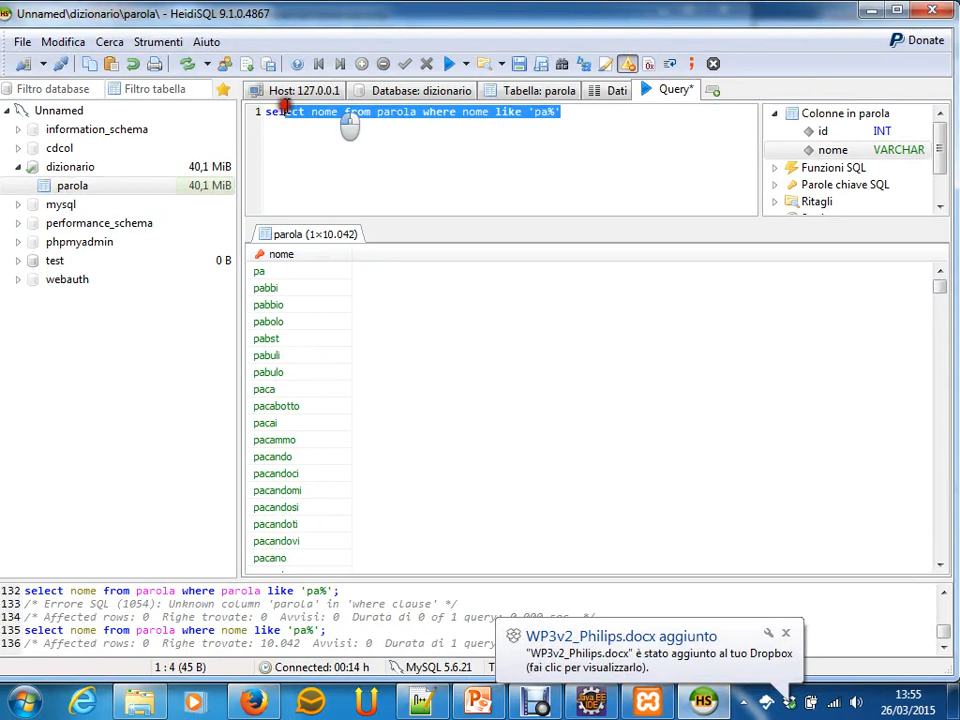 Unnamed\dizionario\parola\ - HeidiSQL 9.1.0.4867
File Modifica Cerca Strumenti Aiuto
Donate
Filtro database Filtro tabella
Host: 127.0.0.1 Database: dizionario Tabella: parola Dati Query*
Unnamed
information_schema
cdcol
dizionario 40,1 MiB
parola 40,1 MiB
mysql
performance_schema
phpmyadmin
test 0 B
webauth
1 select nome from parola where nome like 'pa%'
Colonne in parola
id INT
nome VARCHAR
Funzioni SQL
Parole chiave SQL
Ritagli
parola (1×10.042)
nome
pa
pabbi
pabbio
pabolo
pabst
pabuli
pabulo
paca
pacabotto
pacai
pacammo
pacando
pacandoci
pacandomi
pacandosi
pacandoti
pacandovi
pacano
132 select nome from parola where parola like 'pa%';
133 /* Errore SQL (1054): Unknown column 'parola' in 'where clause' */
134 /* Affected rows: 0 Righe trovate: 0 Avvisi: 0 Durata di 0 of 1 query: 0,000 sec. */
135 select nome from parola where nome like 'pa%';
136 /* Affected rows: 0 Righe trovate: 10.042 Avvisi: 0 Durata di 1 query:
WP3v2_Philips.docx aggiunto
"WP3v2_Philips.docx" è stato aggiunto al tuo Dropbox
(fai clic per visualizzarlo).
1 : 4 (45 B) Connected: 00:14 h MySQL 5.6.21
13:55
26/03/2015